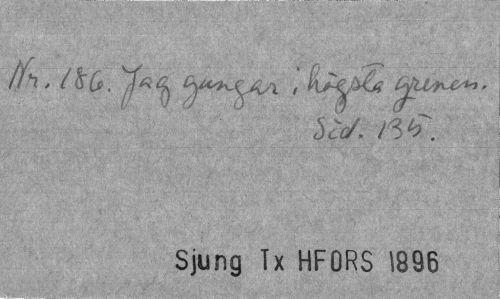 Nr. 186. Jag gungar i högsta grenen.
Sid. 135.
Sjung Tx HFORS 1896